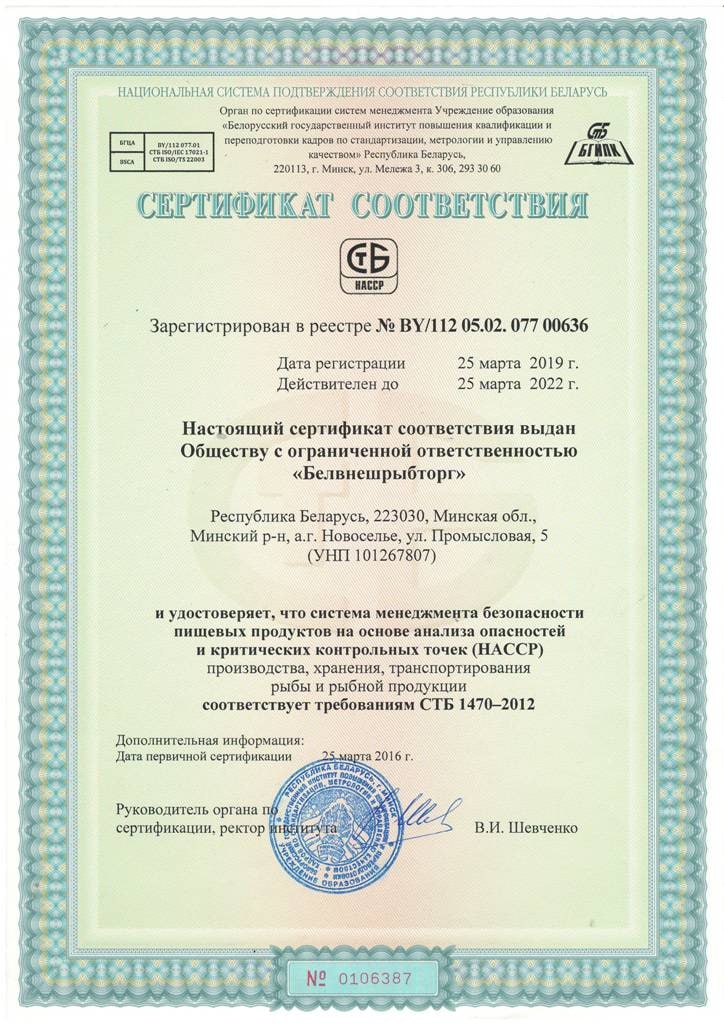 НАЦИОНАЛЬНАЯ СИСТЕМА ПОДТВЕРЖДЕНИЯ СООТВЕТСТВИЯ РЕСПУБЛИКИ БЕЛАРУСЬ
Орган по сертификации систем менеджмента Учреждение образования
«Белорусский государственный институт повышения квалификации и
переподготовки кадров по стандартизации, метрологии и управлению
качеством» Республика Беларусь,
220113, г. Минск, ул. Мележа 3, к. 306, 293 30 60
БГЦА
BSCA
BY/112 077.01
СТБ ISO/IEC 17021-1
СТБ ISO/TS 22003
СТБ
БГИПК
СЕРТИФИКАТ СООТВЕТСТВИЯ
СТБ
НАССР
Зарегистрирован в реестре № BY/112 05.02. 077 00636
Дата регистрации 25 марта 2019 г.
Действителен до 25 марта 2022 г.
Настоящий сертификат соответствия выдан
Обществу с ограниченной ответственностью
«Белвнешрыбторг»
Республика Беларусь, 223030, Минская обл.,
Минский р-н, а.г. Новоселье, ул. Промысловая, 5
(УНП 101267807)
и удостоверяет, что система менеджмента безопасности
пищевых продуктов на основе анализа опасностей
и критических контрольных точек (НАССР)
производства, хранения, транспортирования
рыбы и рыбной продукции
соответствует требованиям СТБ 1470–2012
Дополнительная информация:
Дата первичной сертификации 25 марта 2016 г.
Руководитель органа по
сертификации, ректор института В.И. Шевченко
РЕСПУБЛИКА БЕЛАРУСЬ, Г. МИНСК
УЧРЕЖДЕНИЕ ОБРАЗОВАНИЯ
№ 0106387